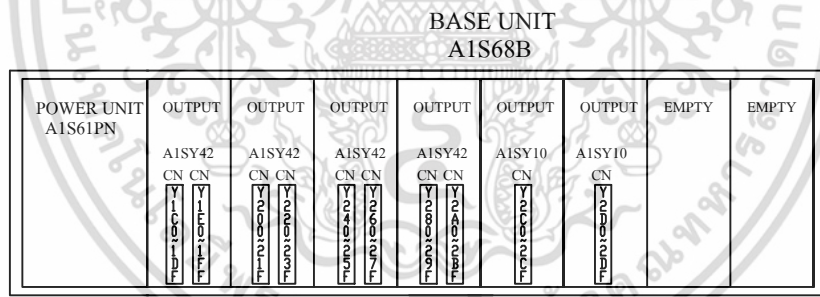 BASE UNIT
A1S68B
POWER UNIT OUTPUT OUTPUT OUTPUT OUTPUT OUTPUT OUTPUT EMPTY EMPTY
A1S61PN
A1SY42 A1SY42 A1SY42 A1SY42 A1SY10 A1SY10
CN CN CN CN CN CN CN CN CN CN
Y1C0~1DF Y1E0~1FF Y200~21F Y220~23F Y240~25F Y260~27F Y280~29F Y2A0~2BF Y2C0~2CF Y2D0~2DF